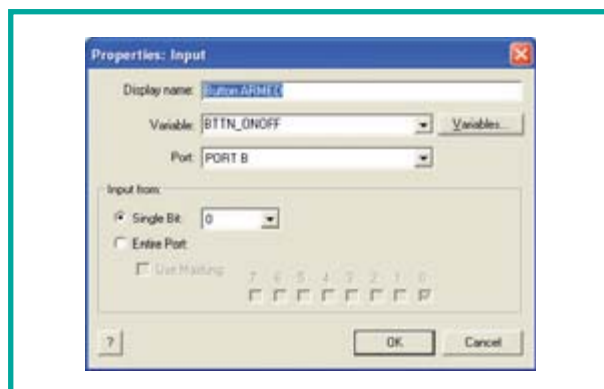 Properties: Input
Display name: Button ARMED
Variable: BTTN_ONOFF Variables...
Port: PORT B
Input from:
Single Bit: 0
Entire Port:
Use Masking:
7 6 5 4 3 2 1 0
? OK Cancel